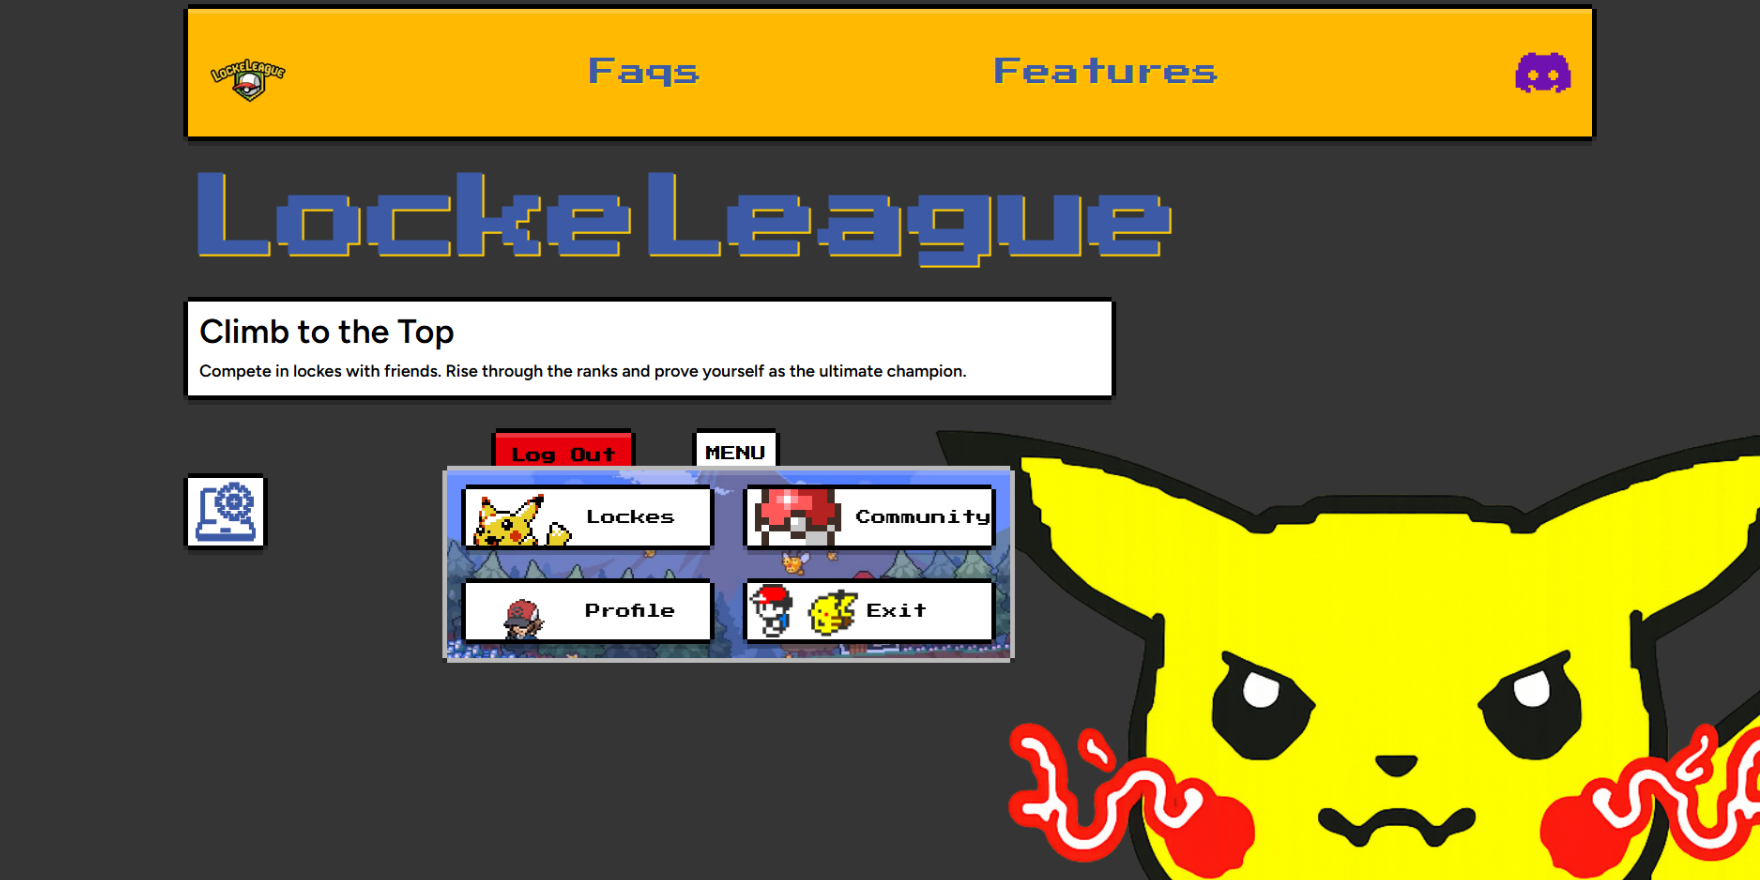 LOCKELEAGUE
Faqs
Features
LockeLeague
Climb to the Top
Compete in lockes with friends. Rise through the ranks and prove yourself as the ultimate champion.
Log Out
MENU
Lockes
Community
Profile
Exit